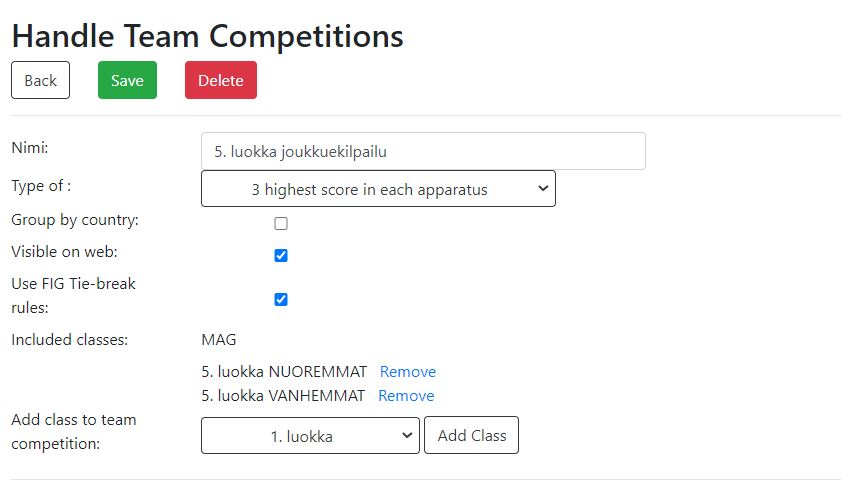 Handle Team Competitions
Back Save Delete
Nimi: 5. luokka joukkuekilpailu
Type of : 3 highest score in each apparatus
Group by country:
Visible on web:
Use FIG Tie-break
rules:
Included classes: MAG
5. luokka NUOREMMAT Remove
5. luokka VANHEMMAT Remove
Add class to team
competition:
1. luokka Add Class